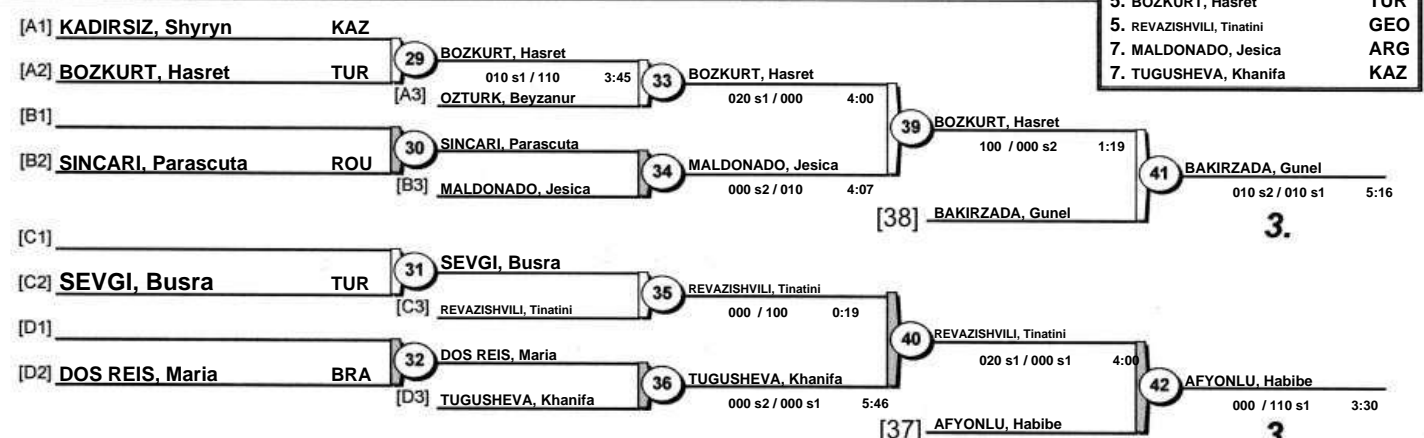 5. BOZKURT, Hasret TUR
5. REVAZISHVILI, Tinatini GEO
7. MALDONADO, Jesica ARG
7. TUGUSHEVA, Khanifa KAZ
[A1] KADIRSIZ, Shyryn KAZ
[A2] BOZKURT, Hasret TUR
29
BOZKURT, Hasret
010 s1 / 110 3:45
[A3] OZTURK, Beyzanur
33
BOZKURT, Hasret
020 s1 / 000 4:00
[B1]
[B2] SINCARI, Parascuta ROU
30
SINCARI, Parascuta
[B3] MALDONADO, Jesica
34
MALDONADO, Jesica
000 s2 / 010 4:07
39
BOZKURT, Hasret
100 / 000 s2 1:19
[38] BAKIRZADA, Gunel
41
BAKIRZADA, Gunel
010 s2 / 010 s1 5:16
3.
[C1]
[C2] SEVGI, Busra TUR
31
SEVGI, Busra
[C3] REVAZISHVILI, Tinatini
35
REVAZISHVILI, Tinatini
000 / 100 0:19
[D1]
[D2] DOS REIS, Maria BRA
32
DOS REIS, Maria
[D3] TUGUSHEVA, Khanifa
36
TUGUSHEVA, Khanifa
000 s2 / 000 s1 5:46
40
REVAZISHVILI, Tinatini
020 s1 / 000 s1 4:00
[37] AFYONLU, Habibe
42
AFYONLU, Habibe
000 / 110 s1 3:30
3.